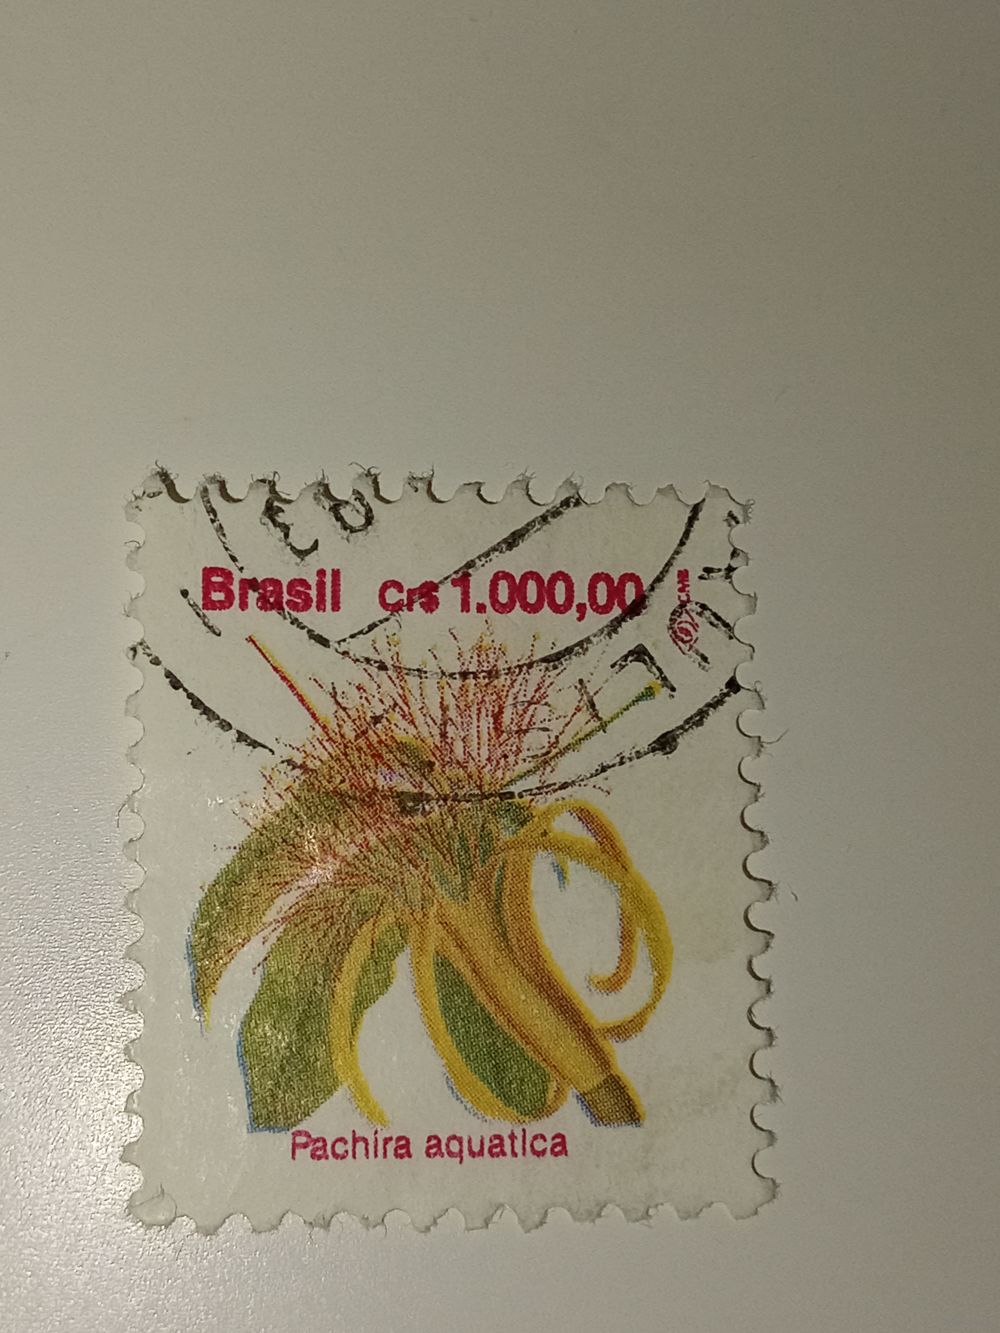 Brasil Cr$ 1.000,00
Pachira aquatica